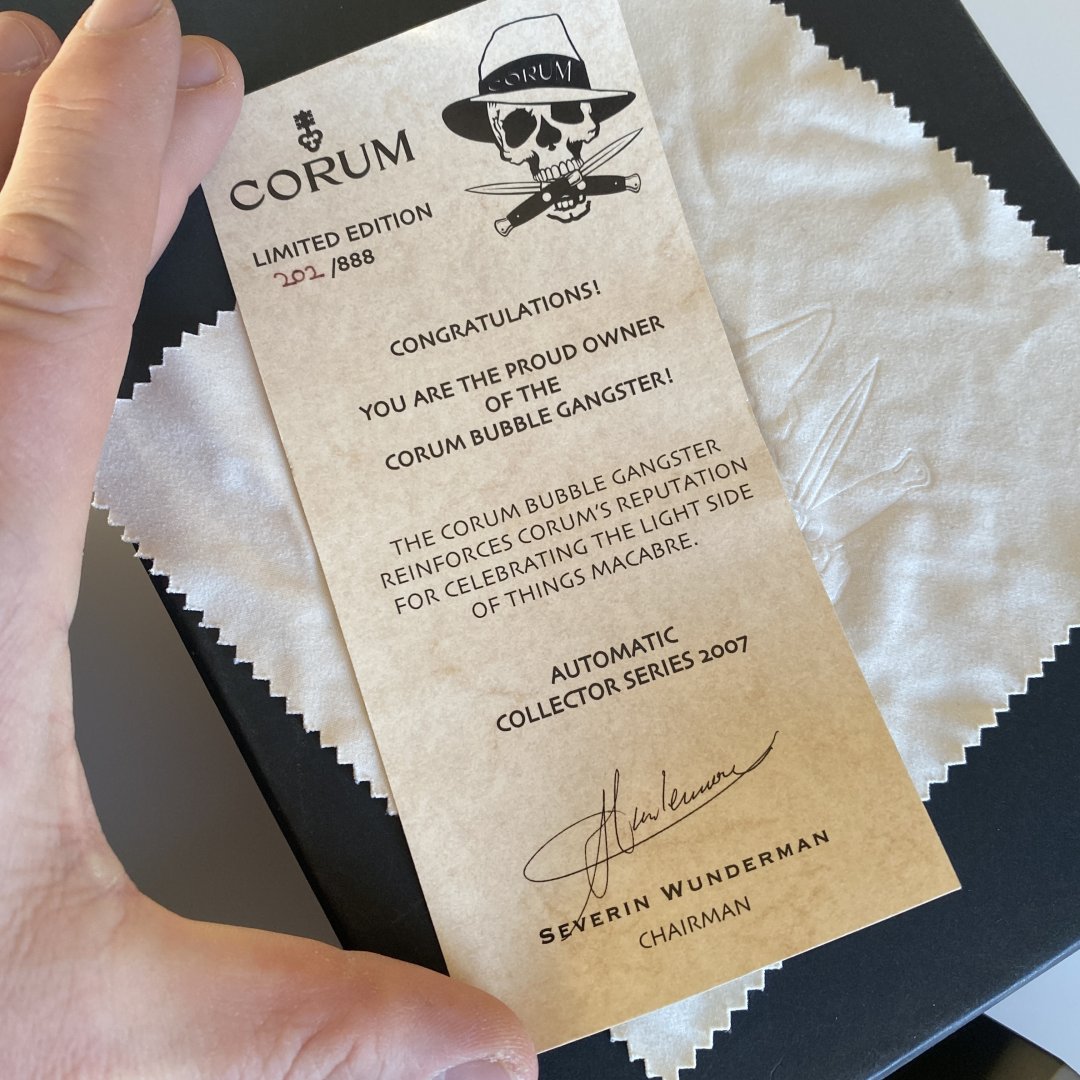 CORUM
CORUM
LIMITED EDITION
202 /888
CONGRATULATIONS!
YOU ARE THE PROUD OWNER
OF THE
CORUM BUBBLE GANGSTER!
THE CORUM BUBBLE GANGSTER
REINFORCES CORUM'S REPUTATION
FOR CELEBRATING THE LIGHT SIDE
OF THINGS MACABRE.
AUTOMATIC
COLLECTOR SERIES 2007
SEVERIN WUNDERMAN
CHAIRMAN